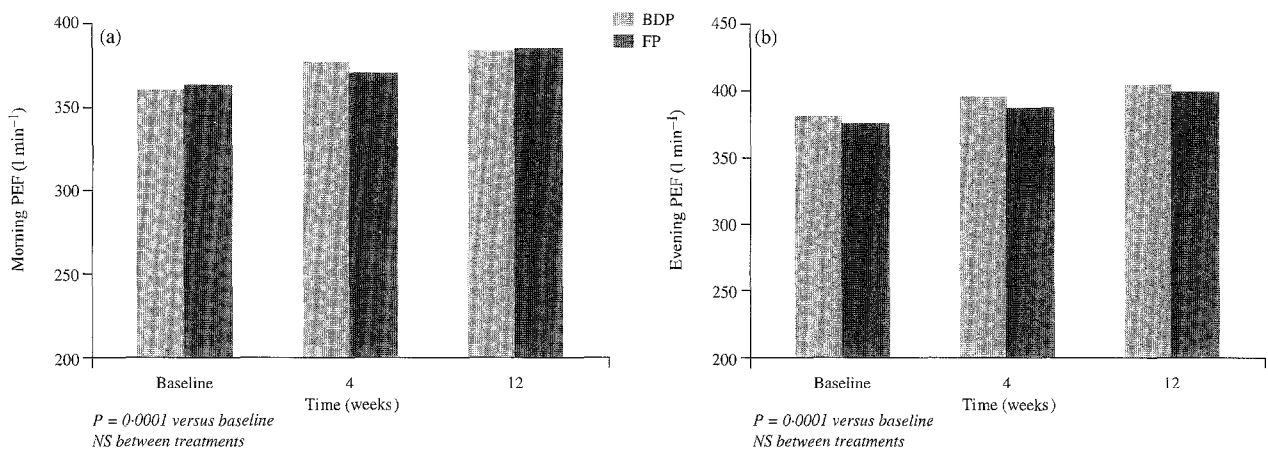 (a)
Morning PEF (l min⁻¹)
400
350
300
250
200
Baseline
4
12
Time (weeks)
P = 0·0001 versus baseline
NS between treatments
BDP
FP
(b)
Evening PEF (l min⁻¹)
450
400
350
300
250
200
Baseline
4
12
Time (weeks)
P = 0·0001 versus baseline
NS between treatments